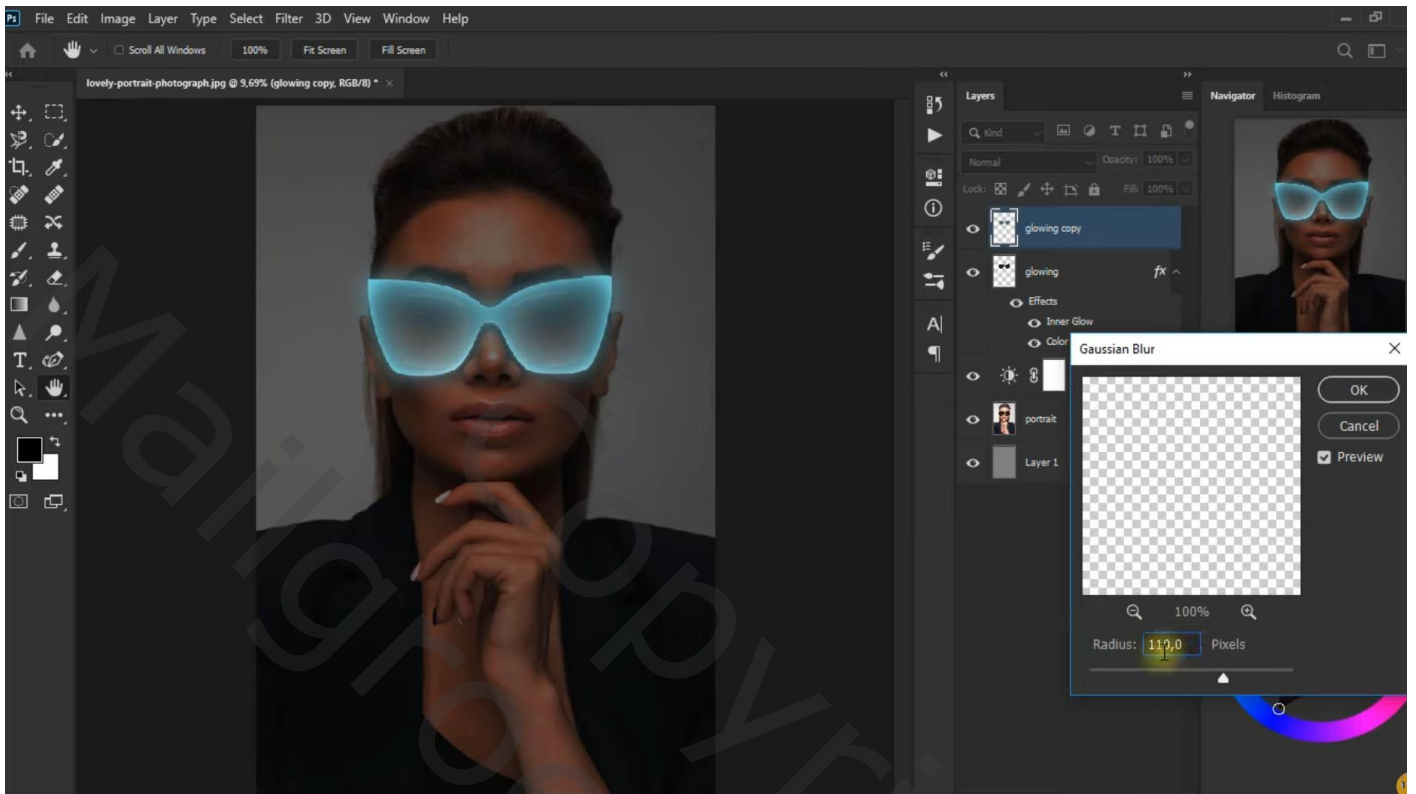 Ps File Edit Image Layer Type Select Filter 3D View Window Help
Scroll All Windows 100% Fit Screen Fill Screen
lovely-portrait-photograph.jpg @ 9,69% (glowing copy, RGB/8) *
Layers
Navigator Histogram
Kind
Normal Opacity: 100%
Lock: Fill: 100%
glowing copy
glowing fx
Effects
Inner Glow
Color
portrait
Layer 1
Gaussian Blur
OK
Cancel
Preview
100%
Radius: 110,0 Pixels